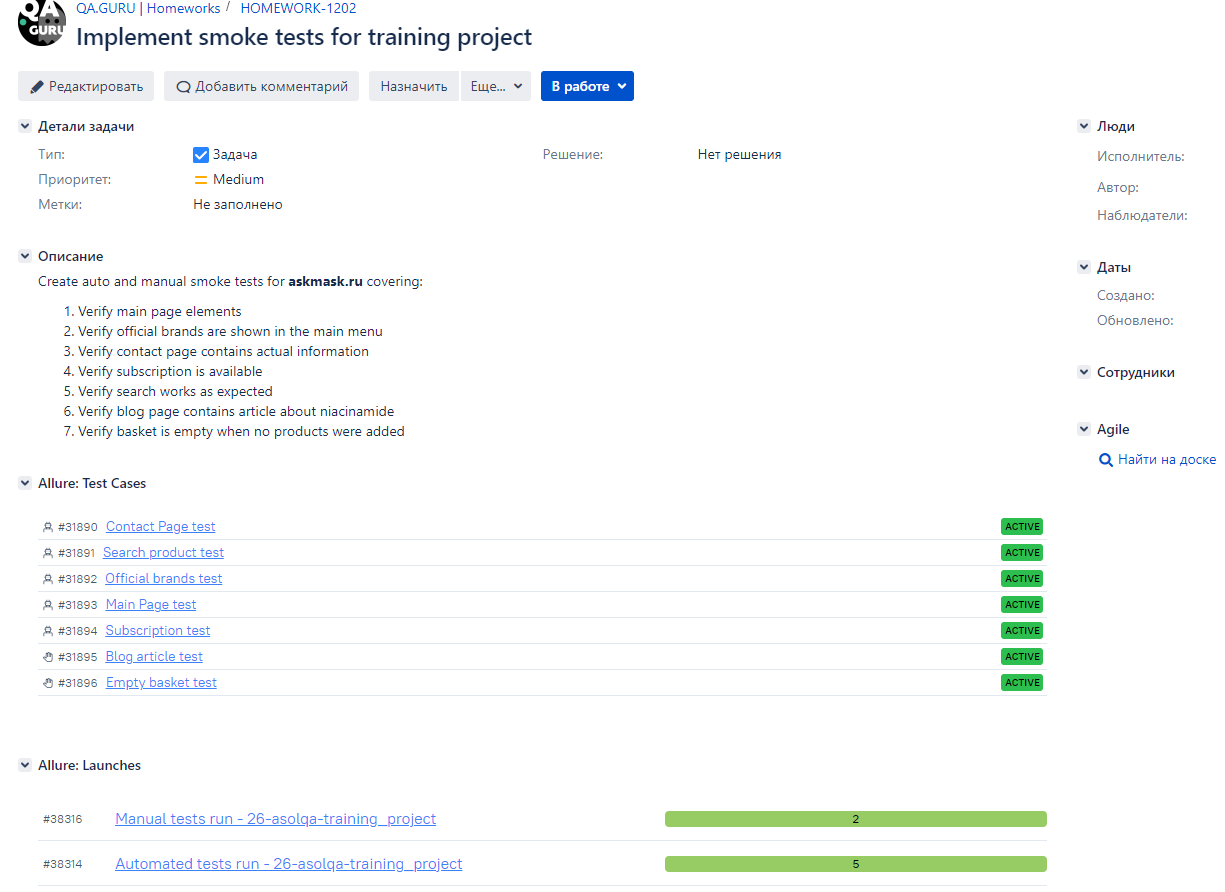 QA
GURU
QA.GURU | Homeworks / HOMEWORK-1202
Implement smoke tests for training project
Редактировать Добавить комментарий Назначить Еще... В работе
Детали задачи
Тип: Задача Решение: Нет решения
Приоритет: Medium
Метки: Не заполнено
Описание
Create auto and manual smoke tests for askmask.ru covering:
1. Verify main page elements
2. Verify official brands are shown in the main menu
3. Verify contact page contains actual information
4. Verify subscription is available
5. Verify search works as expected
6. Verify blog page contains article about niacinamide
7. Verify basket is empty when no products were added
Allure: Test Cases
#31890 Contact Page test ACTIVE
#31891 Search product test ACTIVE
#31892 Official brands test ACTIVE
#31893 Main Page test ACTIVE
#31894 Subscription test ACTIVE
#31895 Blog article test ACTIVE
#31896 Empty basket test ACTIVE
Allure: Launches
#38316 Manual tests run - 26-asolqa-training_project 2
#38314 Automated tests run - 26-asolqa-training_project 5
Люди
Исполнитель:
Автор:
Наблюдатели:
Даты
Создано:
Обновлено:
Сотрудники
Agile
Найти на доске